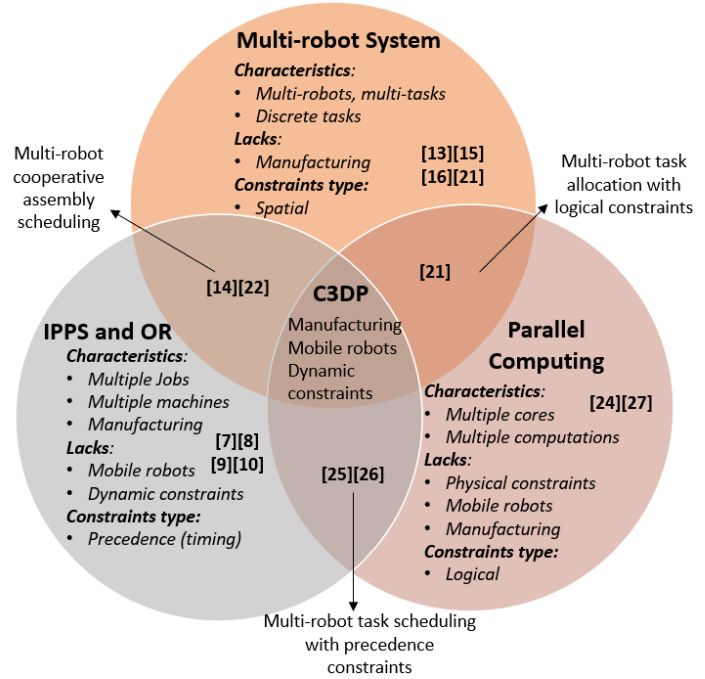 Multi-robot System
Characteristics:
• Multi-robots, multi-tasks
• Discrete tasks
Lacks:
• Manufacturing
Constraints type:
• Spatial
[13][15]
[16][21]
Multi-robot
cooperative
assembly
scheduling
Multi-robot task
allocation with
logical constraints
[14][22]
[21]
C3DP
Manufacturing
Mobile robots
Dynamic
constraints
IPPS and OR
Characteristics:
• Multiple Jobs
• Multiple machines
• Manufacturing
Lacks:
• Mobile robots
• Dynamic constraints
Constraints type:
• Precedence (timing)
[7][8]
[9][10]
Parallel
Computing
Characteristics:
• Multiple cores
• Multiple computations
Lacks:
• Physical constraints
• Mobile robots
• Manufacturing
Constraints type:
• Logical
[24][27]
[25][26]
Multi-robot task scheduling
with precedence
constraints